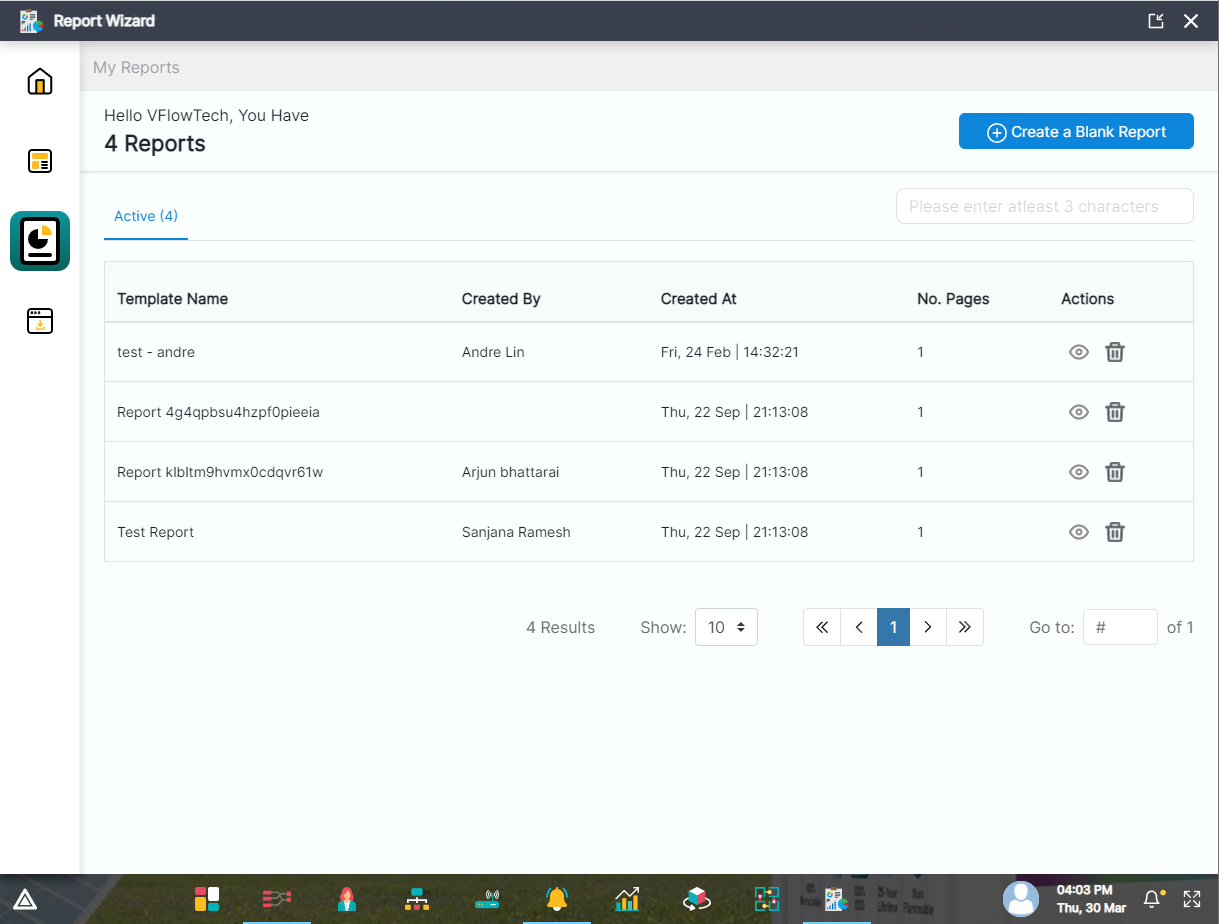 Report Wizard
My Reports
Hello VFlowTech, You Have
4 Reports
Create a Blank Report
Active (4)
Please enter atleast 3 characters
Template Name Created By Created At No. Pages Actions
test - andre Andre Lin Fri, 24 Feb | 14:32:21 1
Report 4g4qpbsu4hzpf0pieeia Thu, 22 Sep | 21:13:08 1
Report klbltm9hvmx0cdqvr61w Arjun bhattarai Thu, 22 Sep | 21:13:08 1
Test Report Sanjana Ramesh Thu, 22 Sep | 21:13:08 1
4 Results Show: 10 1 Go to: # of 1
04:03 PM
Thu, 30 Mar